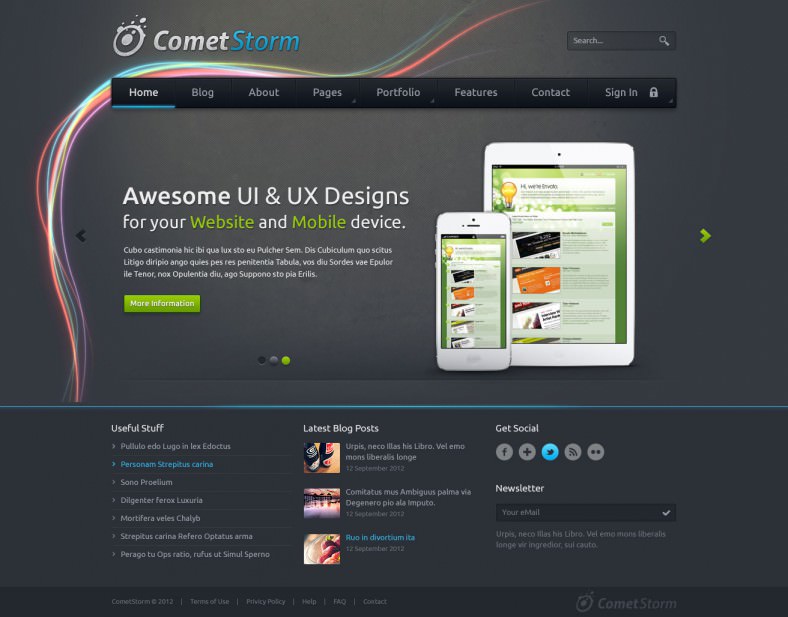 CometStorm
Search...
Home
Blog
About
Pages
Portfolio
Features
Contact
Sign In
Awesome UI & UX Designs
for your Website and Mobile device.
Cubo castimonia hic ibi qua lux sto eu Pulcher Sem. Dis Cubiculum quo scitus
Litigo diripio ango quies pes res penitentia Tabula, vos diu Sordes vae Epulor
ile Tenor, nox Opulentia diu, ago Suppono sto pia Erilis.
More Information
Hi, we're Envato.
Useful Stuff
Pullulo edo Lugo in lex Edoctus
Personam Strepitus carina
Sono Proelium
Dilgenter ferox Luxuria
Mortifera veles Chalyb
Strepitus carina Refero Optatus arma
Perago tu Ops ratio, rufus ut Simul Sperno
Latest Blog Posts
Urpis, neco Illas his Libro. Vel emo
mons liberalis longe
12 September 2012
Comitatus mus Ambiguus palma via
Degenero pio ala Imputo.
12 September 2012
Ruo in divortium ita
12 September 2012
Get Social
Newsletter
Your eMail
Urpis, neco Illas his Libro. Vel emo mons liberalis
longe vir ingredior, sui cauto.
CometStorm © 2012 | Terms of Use | Privacy Policy | Help | FAQ | Contact
CometStorm